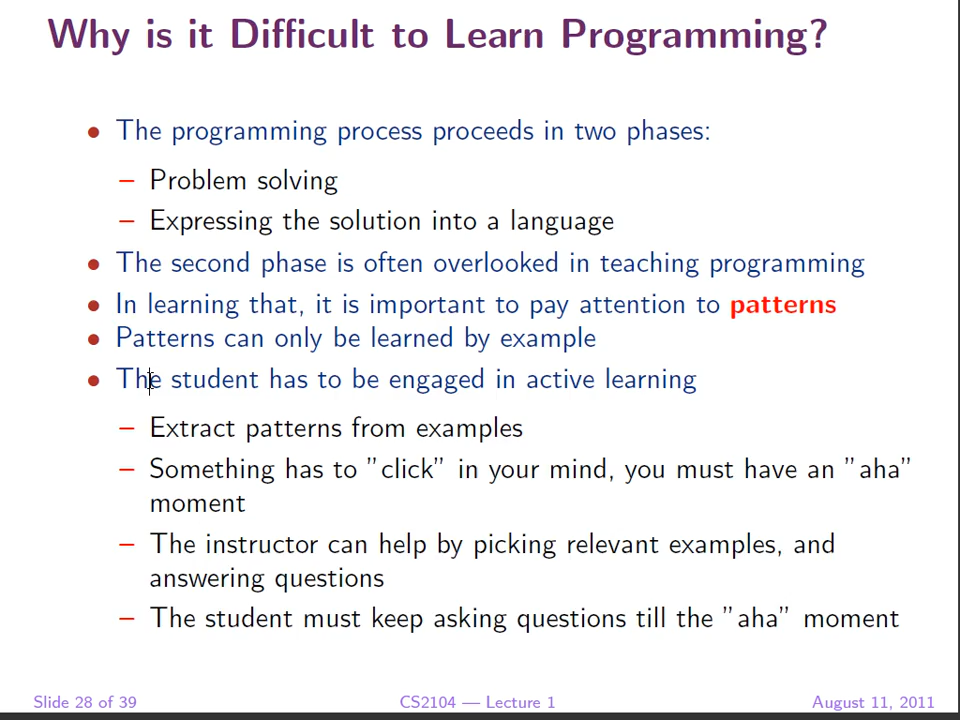 Why is it Difficult to Learn Programming?
• The programming process proceeds in two phases:
– Problem solving
– Expressing the solution into a language
• The second phase is often overlooked in teaching programming
• In learning that, it is important to pay attention to patterns
• Patterns can only be learned by example
• The student has to be engaged in active learning
– Extract patterns from examples
– Something has to ”click” in your mind, you must have an ”aha”
moment
– The instructor can help by picking relevant examples, and
answering questions
– The student must keep asking questions till the ”aha” moment
Slide 28 of 39 CS2104 — Lecture 1 August 11, 2011